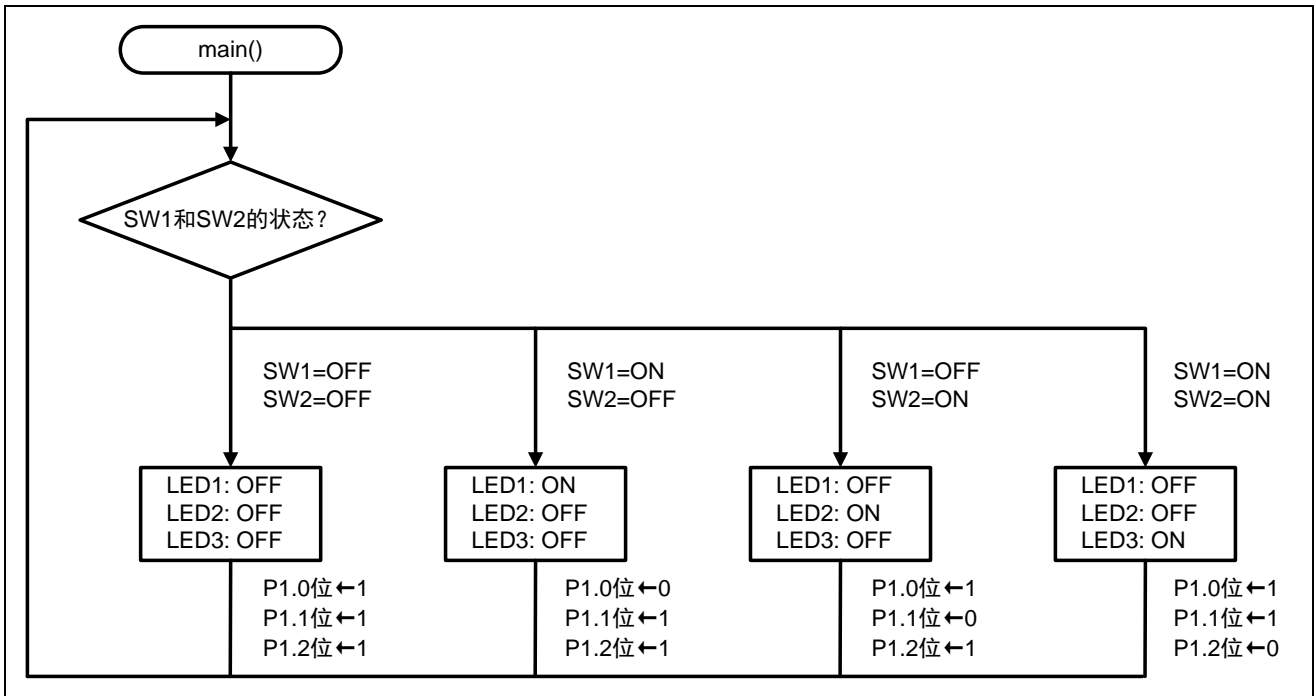 main()
SW1和SW2的状态?
SW1=OFF
SW2=OFF
SW1=ON
SW2=OFF
SW1=OFF
SW2=ON
SW1=ON
SW2=ON
LED1: OFF
LED2: OFF
LED3: OFF
LED1: ON
LED2: OFF
LED3: OFF
LED1: OFF
LED2: ON
LED3: OFF
LED1: OFF
LED2: OFF
LED3: ON
P1.0位←1
P1.1位←1
P1.2位←1
P1.0位←0
P1.1位←1
P1.2位←1
P1.0位←1
P1.1位←0
P1.2位←1
P1.0位←1
P1.1位←1
P1.2位←0